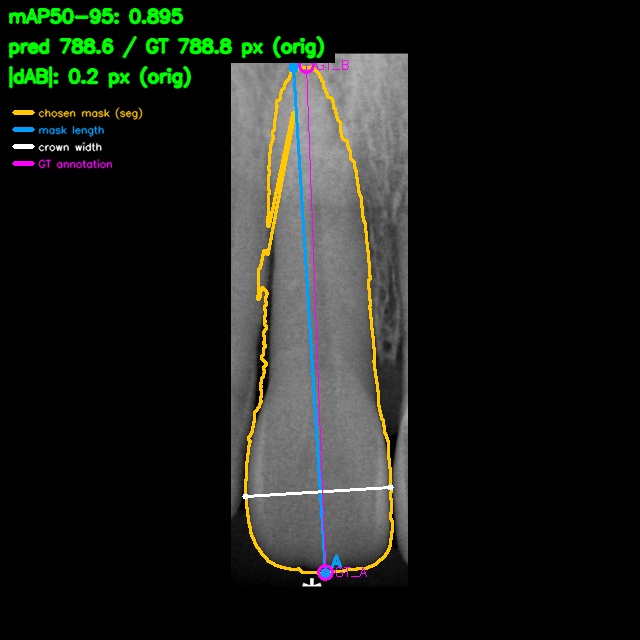 mAP50-95: 0.895
pred 788.6 / GT 788.8 px (orig)
|dAB|: 0.2 px (orig)
chosen mask (seg)
mask length
crown width
GT annotation
GT_B
A
GT_A